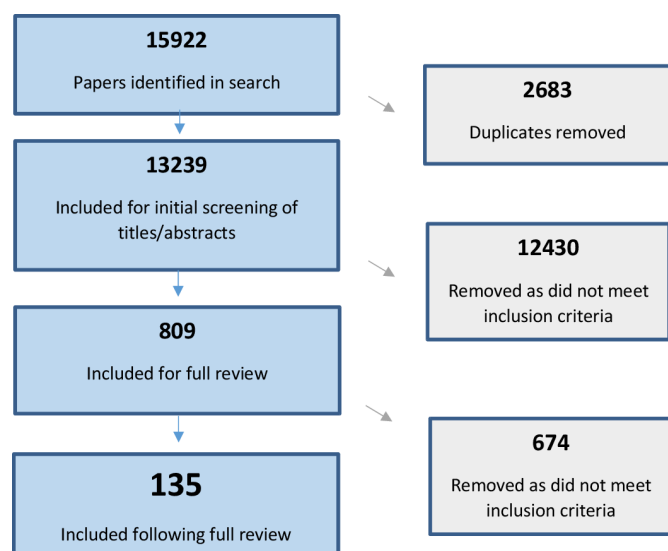 15922
Papers identified in search
2683
Duplicates removed
13239
Included for initial screening of
titles/abstracts
12430
Removed as did not meet
inclusion criteria
809
Included for full review
674
Removed as did not meet
inclusion criteria
135
Included following full review